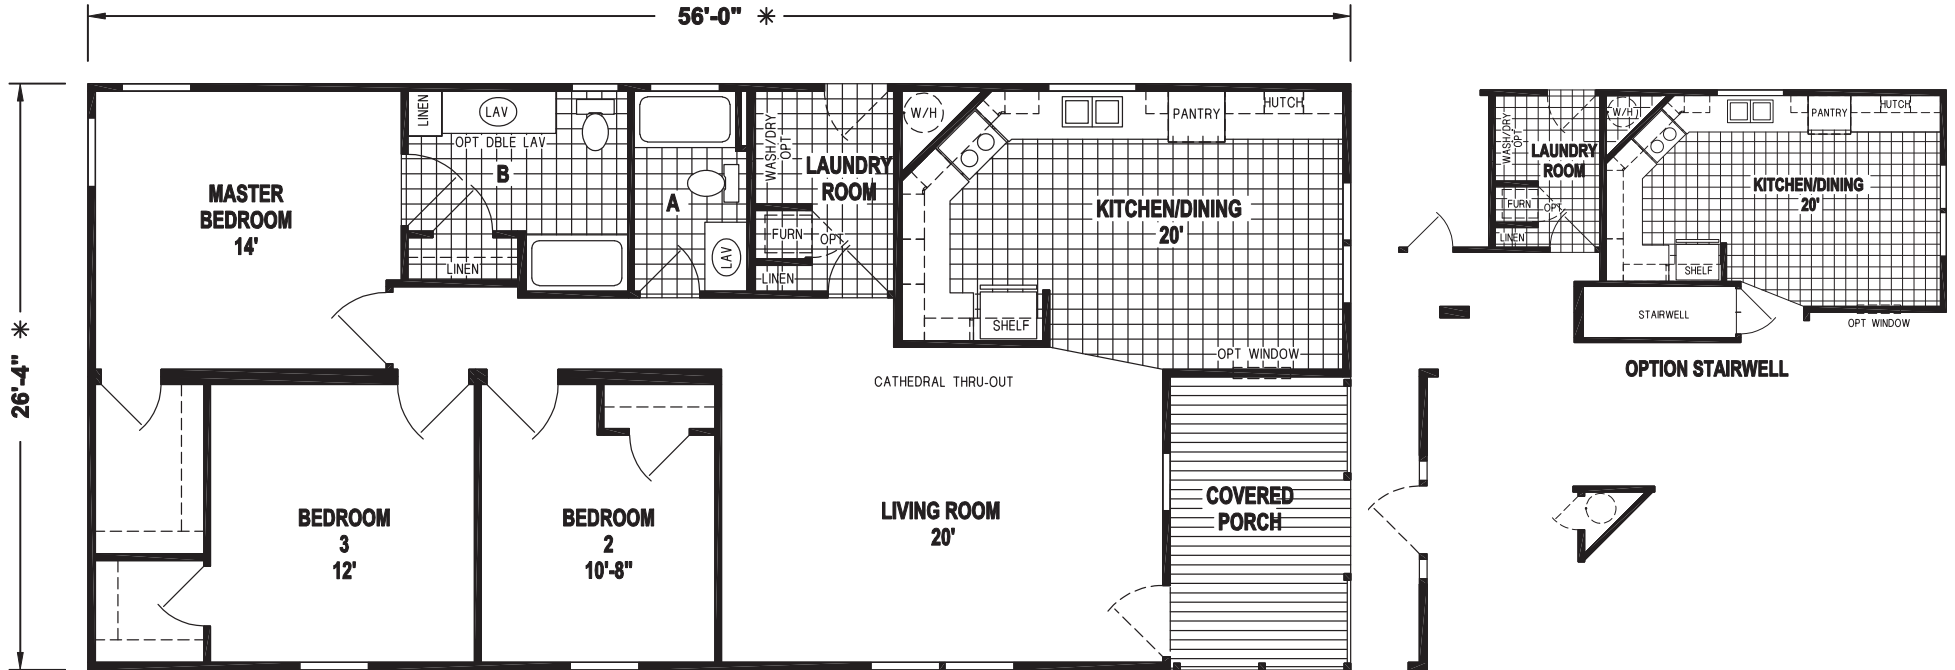 56'-0" ✳
26'-4" ✳
MASTER
BEDROOM
14'
LINEN
LAV
OPT DBLE LAV
B
LINEN
A
LAV
WASH/DRY
OPT
LAUNDRY
ROOM
FURN
OPT
LINEN
W/H
PANTRY
HUTCH
KITCHEN/DINING
20'
SHELF
OPT WINDOW
CATHEDRAL THRU-OUT
BEDROOM
3
12'
BEDROOM
2
10'-8"
LIVING ROOM
20'
COVERED
PORCH
WASH/DRY
OPT
LAUNDRY
ROOM
FURN
OPT
LINEN
W/H
PANTRY
HUTCH
KITCHEN/DINING
20'
SHELF
STAIRWELL
OPT WINDOW
OPTION STAIRWELL